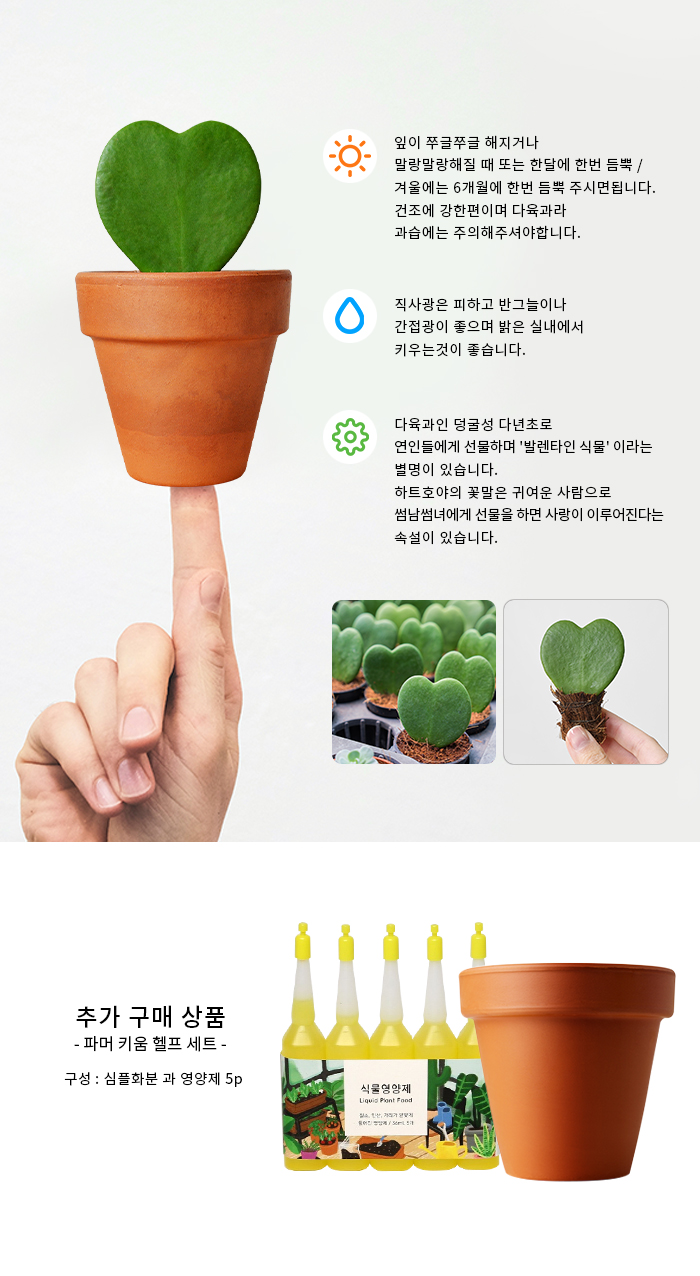 잎이 쭈글쭈글 해지거나
말랑말랑해질 때 또는 한달에 한번 듬뿍 /
겨울에는 6개월에 한번 듬뿍 주시면됩니다.
건조에 강한편이며 다육과라
과습에는 주의해주셔야합니다.
직사광은 피하고 반그늘이나
간접광이 좋으며 밝은 실내에서
키우는것이 좋습니다.
다육과인 덩굴성 다년초로
연인들에게 선물하며 '발렌타인 식물' 이라는
별명이 있습니다.
하트호야의 꽃말은 귀여운 사람으로
썸남썸녀에게 선물을 하면 사랑이 이루어진다는
속설이 있습니다.
추가 구매 상품
- 파머 키움 헬프 세트 -
구성 : 심플화분 과 영양제 5p
식물영양제
Liquid Plant Food